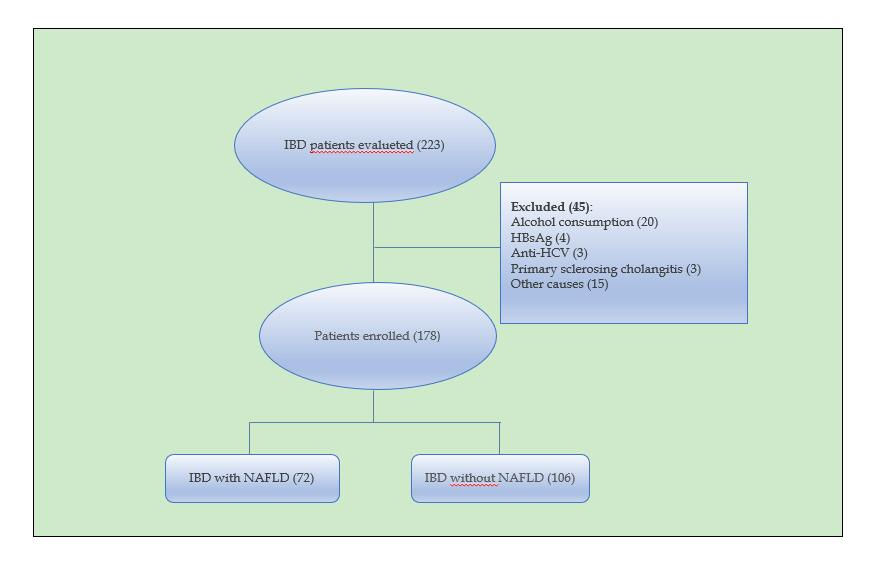 IBD patients evalueted (223)
Excluded (45):
Alcohol consumption (20)
HBsAg (4)
Anti-HCV (3)
Primary sclerosing cholangitis (3)
Other causes (15)
Patients enrolled (178)
IBD with NAFLD (72)
IBD without NAFLD (106)